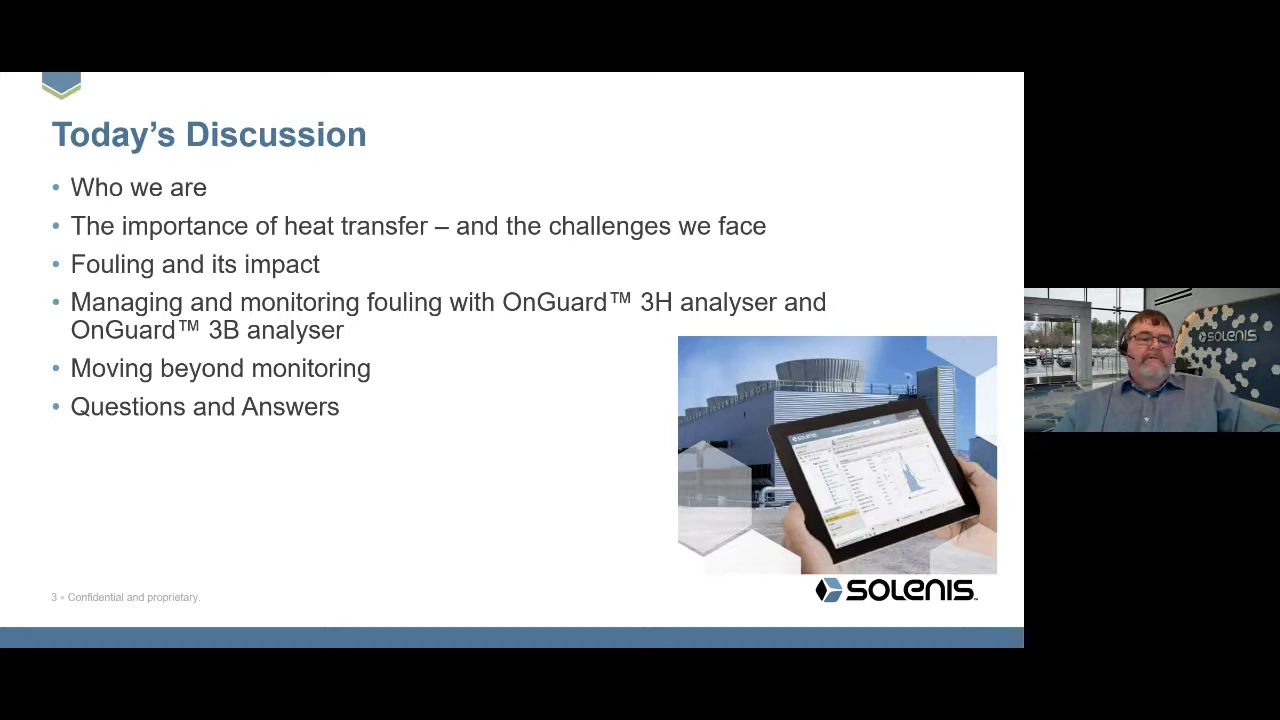 Today’s Discussion
• Who we are
• The importance of heat transfer – and the challenges we face
• Fouling and its impact
• Managing and monitoring fouling with OnGuard™ 3H analyser and
OnGuard™ 3B analyser
• Moving beyond monitoring
• Questions and Answers
SOLENIS
SOLENIS
3 • Confidential and proprietary.
SOLENIS™